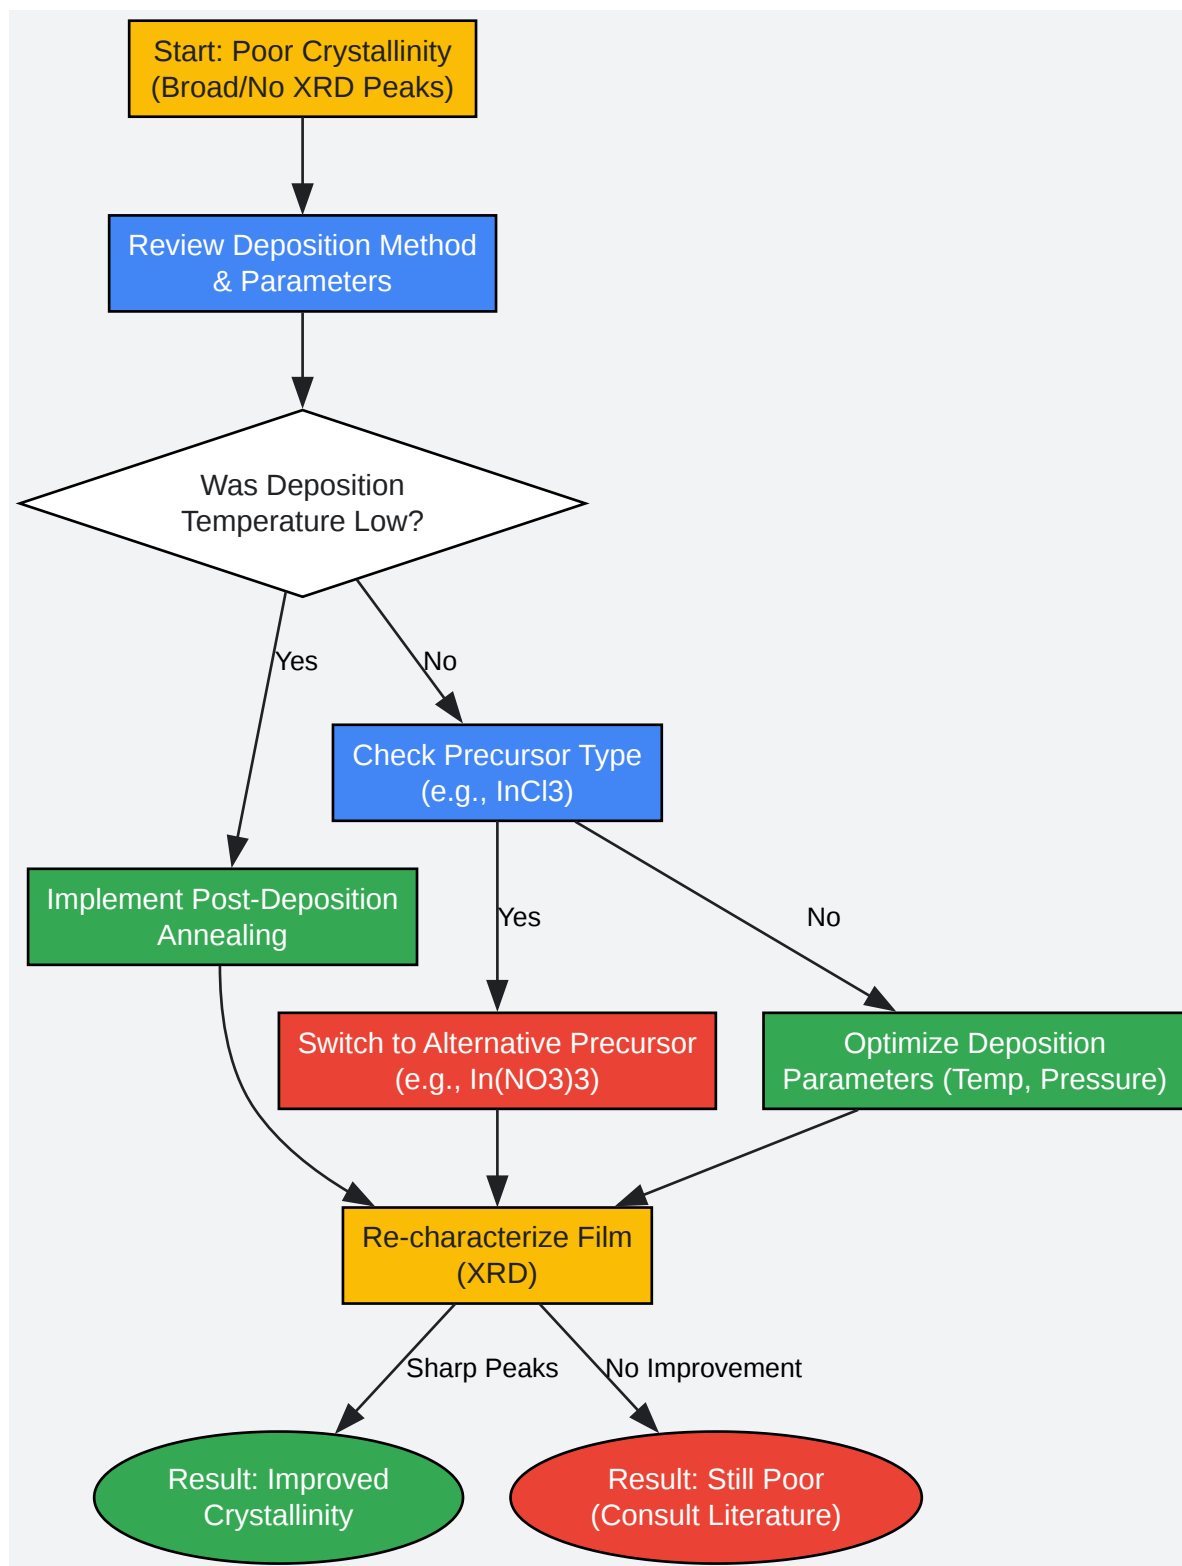 Start: Poor Crystallinity
(Broad/No XRD Peaks)
Review Deposition Method
& Parameters
Was Deposition
Temperature Low?
Yes
No
Check Precursor Type
(e.g., InCl3)
Implement Post-Deposition
Annealing
Yes
No
Switch to Alternative Precursor
(e.g., In(NO3)3)
Optimize Deposition
Parameters (Temp, Pressure)
Re-characterize Film
(XRD)
Sharp Peaks
No Improvement
Result: Improved
Crystallinity
Result: Still Poor
(Consult Literature)